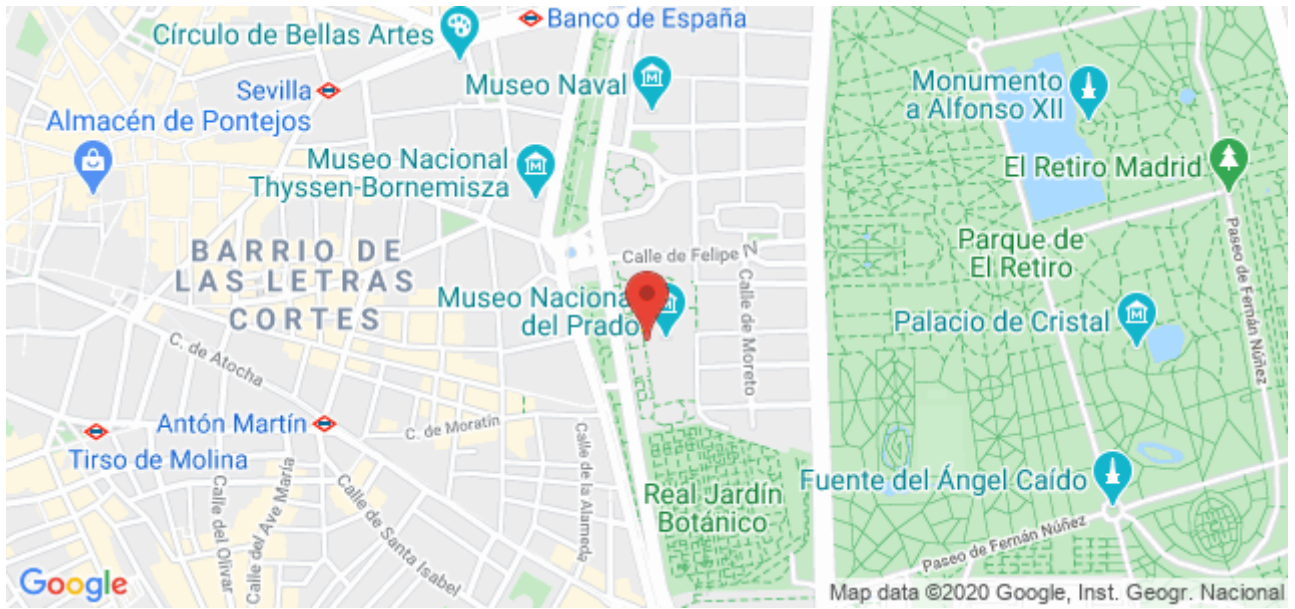 Banco de España
Círculo de Bellas Artes
Sevilla
Museo Naval
Monumento
a Alfonso XII
Almacén de Pontejos
Museo Nacional
Thyssen-Bornemisza
El Retiro Madrid
BARRIO DE
LAS LETRAS
CORTES
Calle de Felipe
Parque de
El Retiro
Paseo de Fernán Núñez
Museo Nacional
del Prado
Calle de Moreto
Palacio de Cristal
C. de Atocha
Antón Martín
C. de Moratín
Tirso de Molina
Calle del Olivar
Calle del Ave María
Calle de Santa Isabel
Calle de la Alameda
Real Jardín
Botánico
Fuente del Ángel Caído
Paseo de Fernán Núñez
Google
Map data ©2020 Google, Inst. Geogr. Nacional